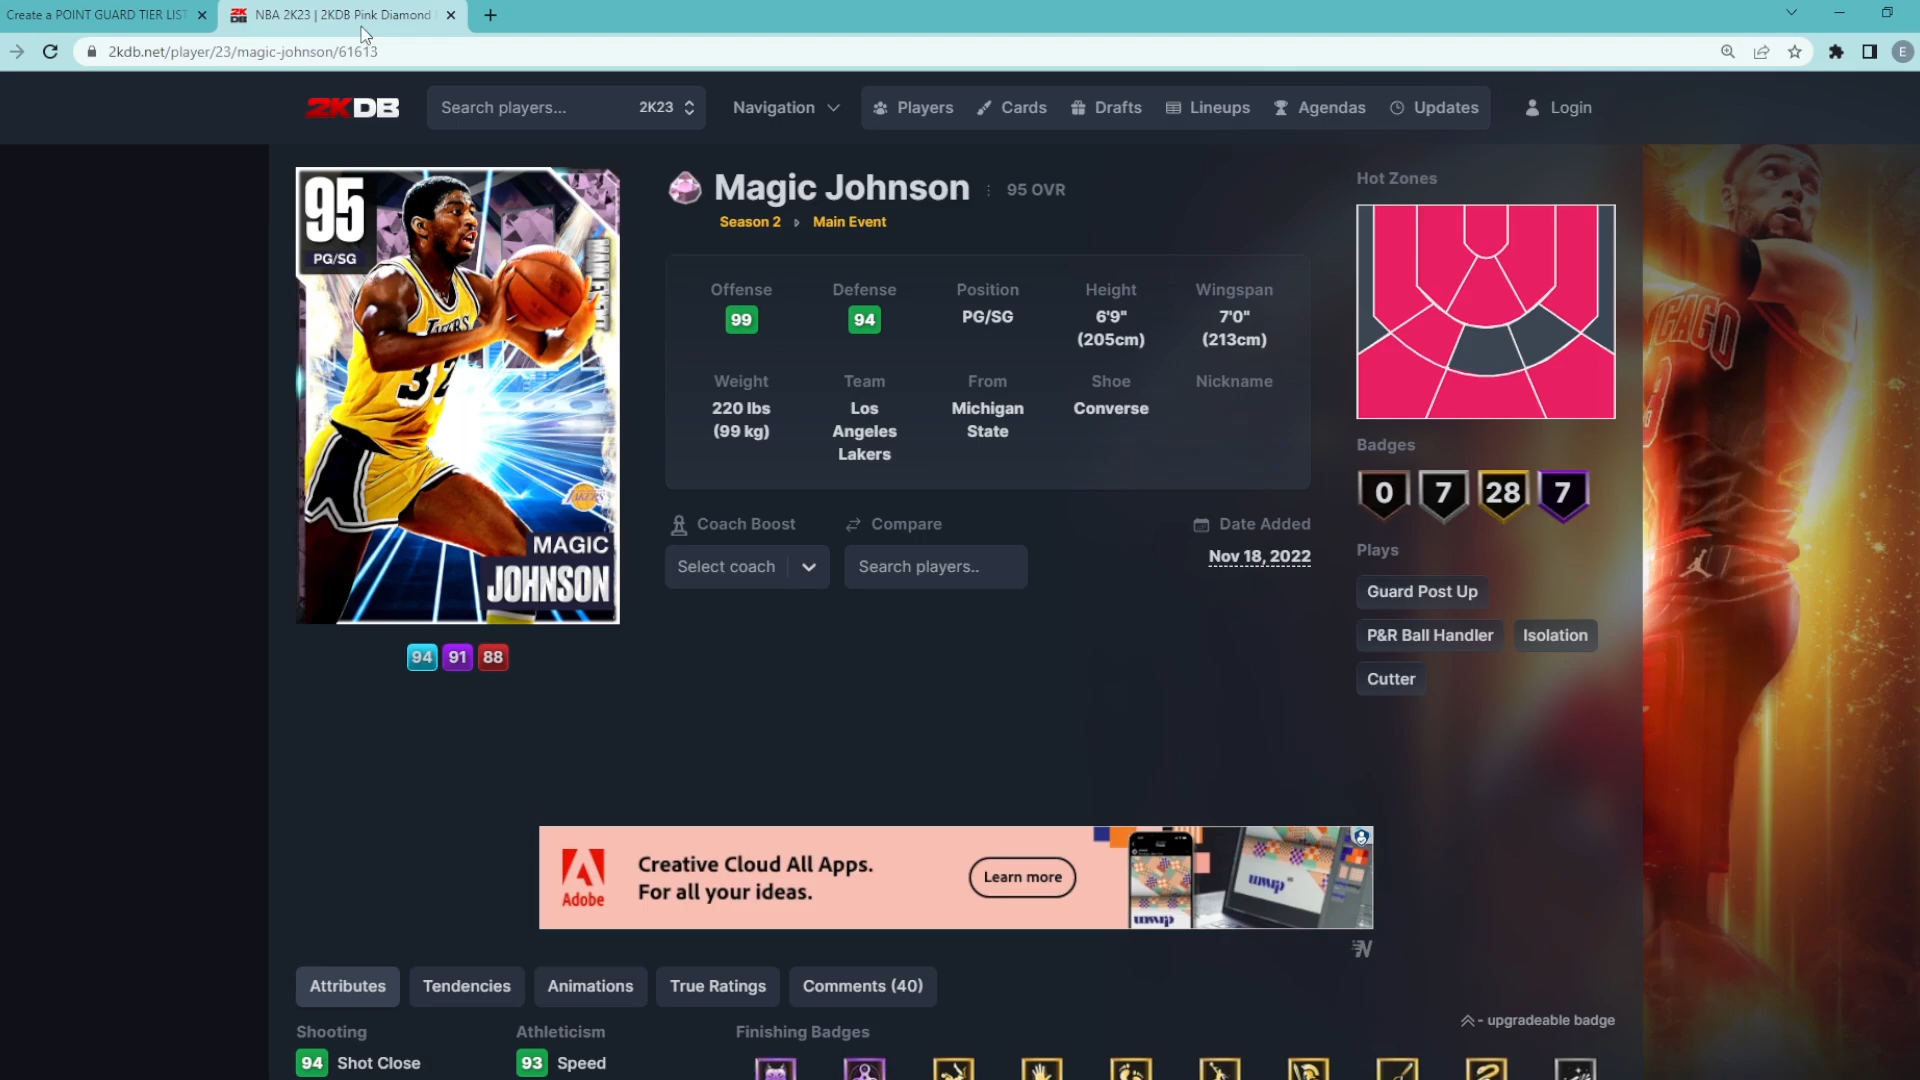 Create a POINT GUARD TIER LIST
NBA 2K23 | 2KDB Pink Diamond
2kdb.net/player/23/magic-johnson/61613
E
2KDB
Search players...
2K23
Navigation
Players
Cards
Drafts
Lineups
Agendas
Updates
Login
95
PG/SG
LAKERS
32
LAKERS
MAGIC
JOHNSON
94 91 88
Magic Johnson
95 OVR
Season 2
Main Event
Offense
99
Defense
94
Position
PG/SG
Height
6'9"
(205cm)
Wingspan
7'0"
(213cm)
Weight
220 lbs
(99 kg)
Team
Los
Angeles
Lakers
From
Michigan
State
Shoe
Converse
Nickname
Coach Boost
Select coach
Compare
Search players..
Date Added
Nov 18, 2022
Hot Zones
Badges
0 7 28 7
Plays
Guard Post Up
P&R Ball Handler
Isolation
Cutter
Adobe
Creative Cloud All Apps.
For all your ideas.
Learn more
Attributes
Tendencies
Animations
True Ratings
Comments (40)
- upgradeable badge
Shooting
94 Shot Close
Athleticism
93 Speed
Finishing Badges